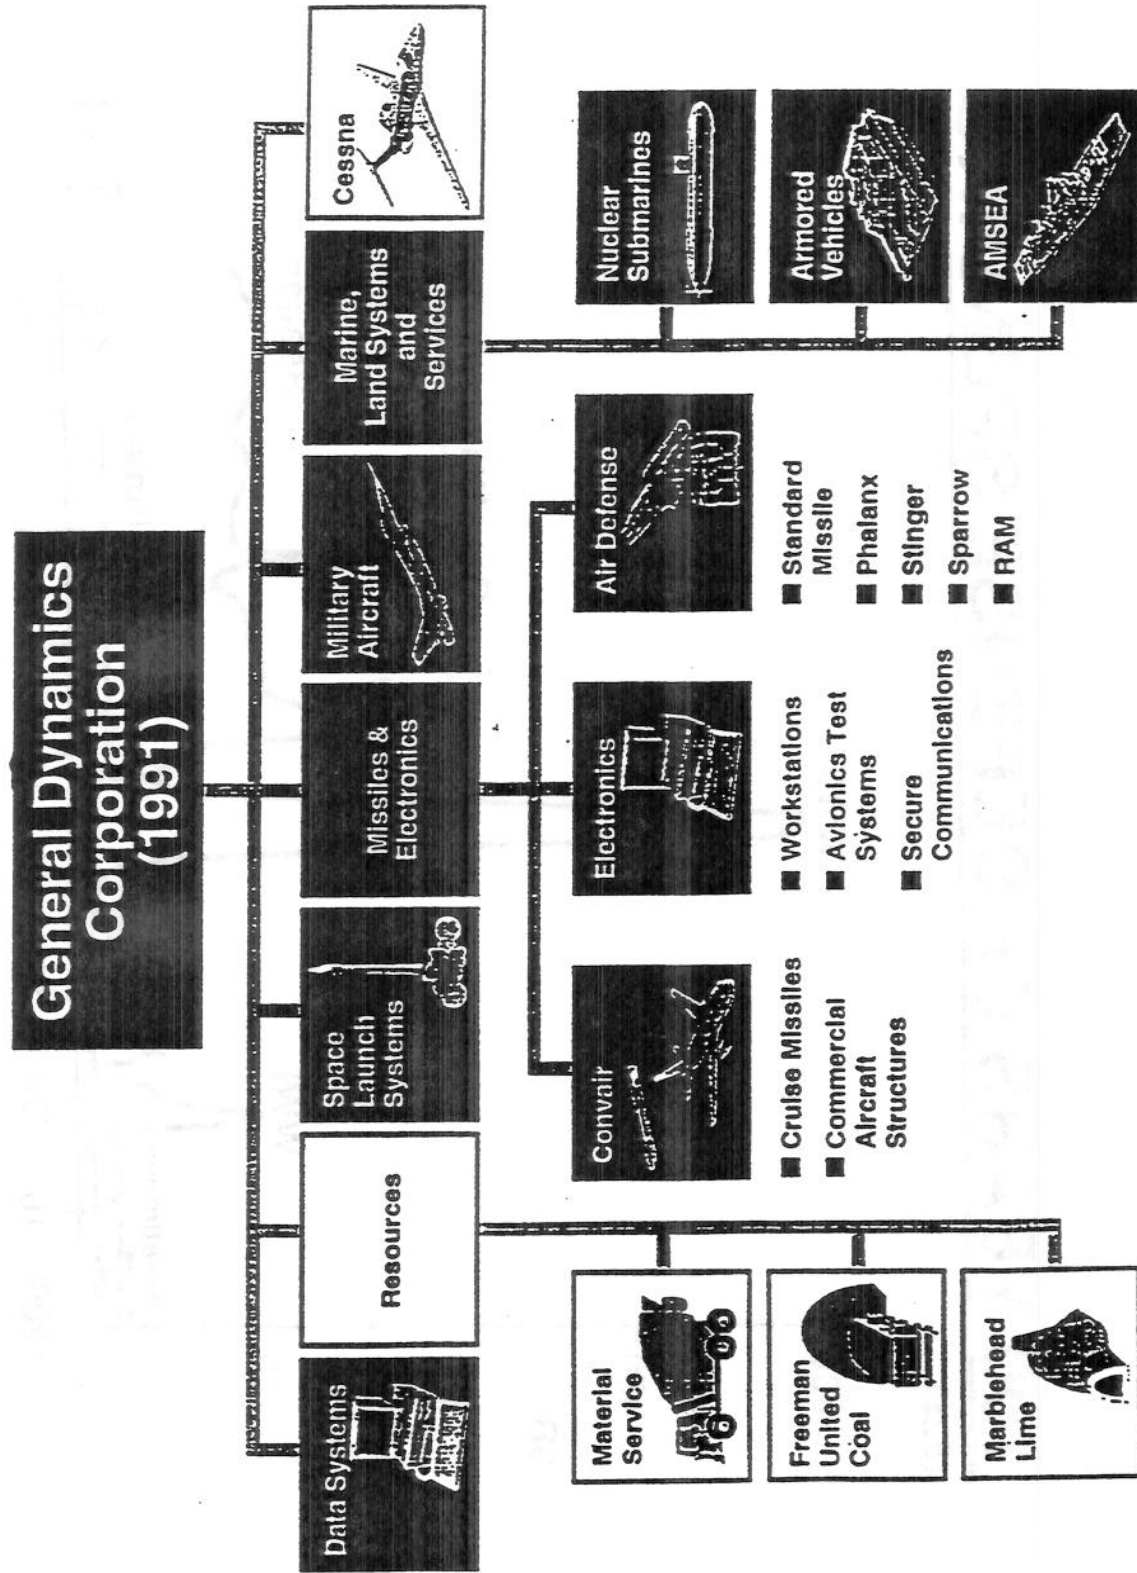 General Dynamics
Corporation
(1991)
Data Systems
Resources
Space
Launch
Systems
Missiles &
Electronics
Military
Aircraft
Marine,
Land Systems
and
Services
Cessna
Material
Service
Freeman
United
Coal
Marblehead
Lime
Convair
■ Cruise Missiles
■ Commercial
Aircraft
Structures
Electronics
■ Workstations
■ Avionics Test
Systems
■ Secure
Communications
Air Defense
■ Standard
Missile
■ Phalanx
■ Stinger
■ Sparrow
■ RAM
Nuclear
Submarines
Armored
Vehicles
AMSEA